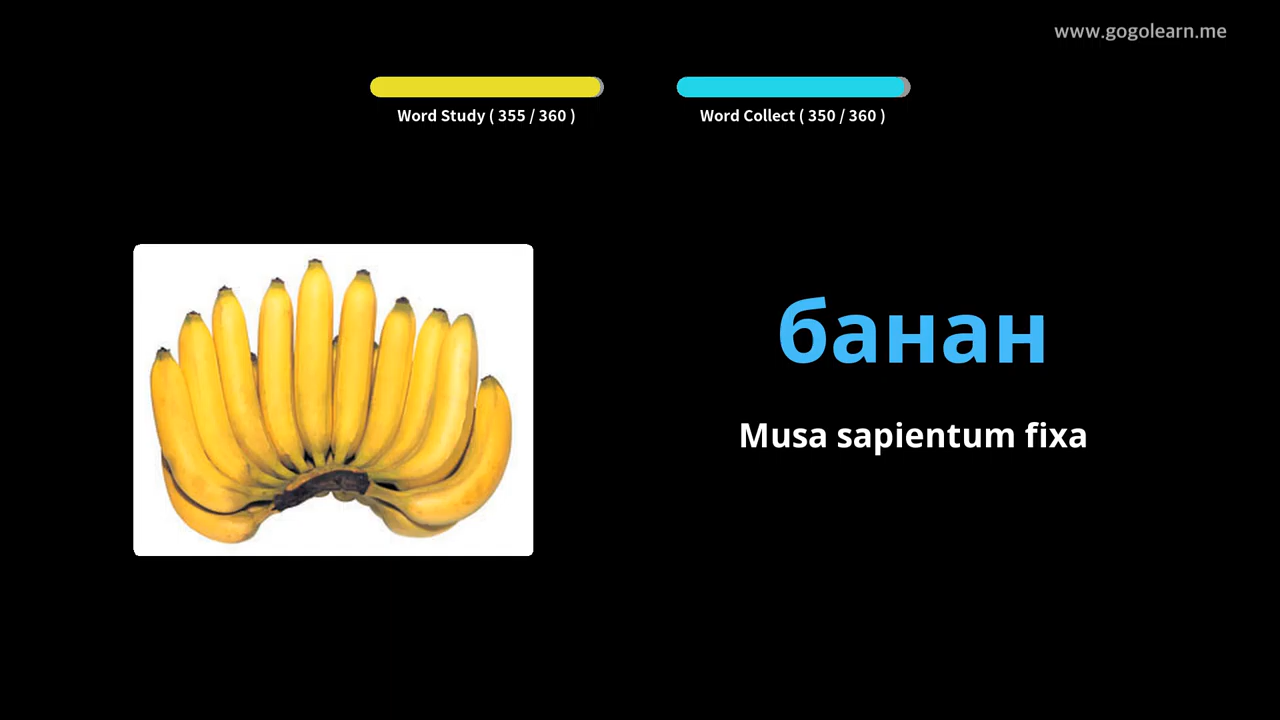 www.gogolearn.me
Word Study ( 355 / 360 )
Word Collect ( 350 / 360 )
банан
Musa sapientum fixa